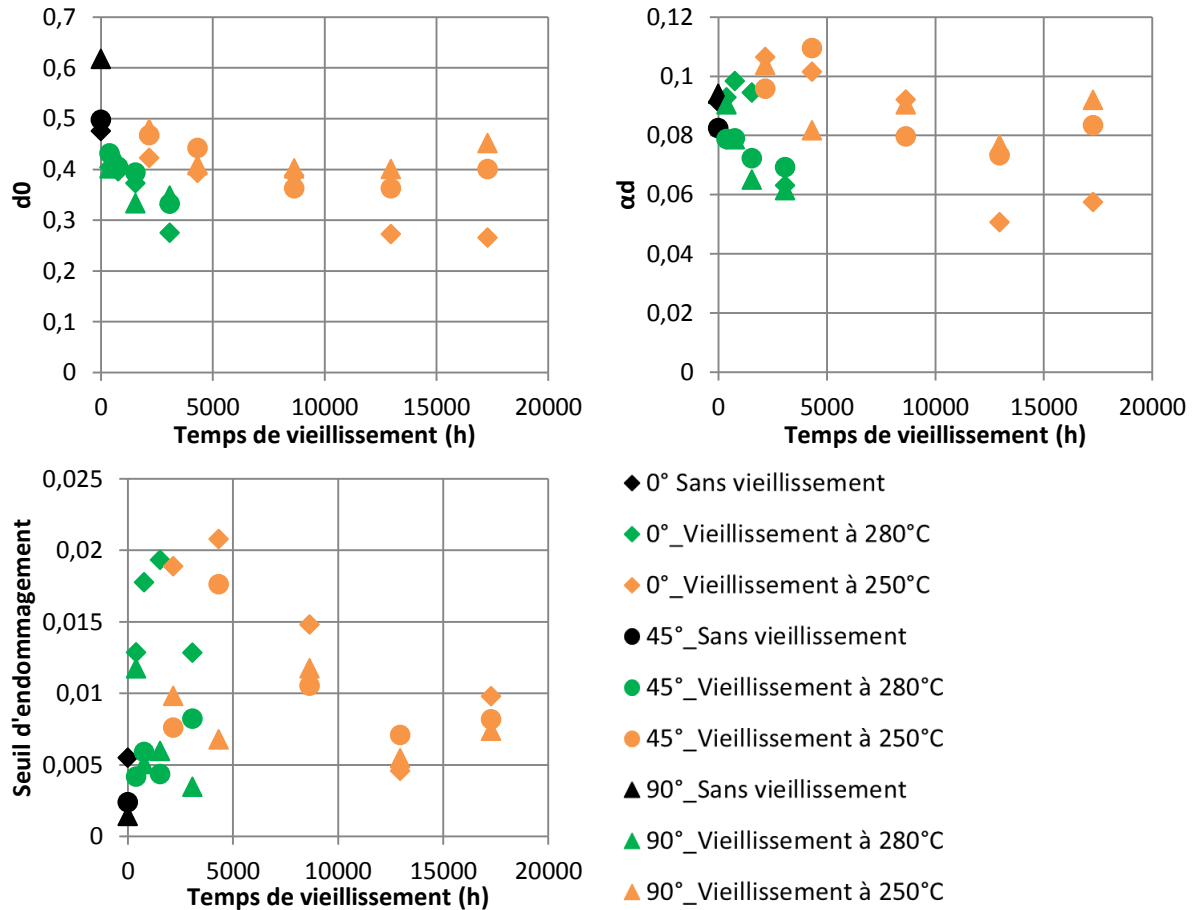 0,7
0,6
0,5
0,4
0,3
0,2
0,1
0
d0
0 5000 10000 15000 20000
Temps de vieillissement (h)
0,12
0,1
0,08
0,06
0,04
0,02
0
αd
0 5000 10000 15000 20000
Temps de vieillissement (h)
0,025
0,02
0,015
0,01
0,005
0
Seuil d'endommagement
0 5000 10000 15000 20000
Temps de vieillissement (h)
0° Sans vieillissement
0°_Vieillissement à 280°C
0°_Vieillissement à 250°C
45°_Sans vieillissement
45°_Vieillissement à 280°C
45°_Vieillissement à 250°C
90°_Sans vieillissement
90°_Vieillissement à 280°C
90°_Vieillissement à 250°C